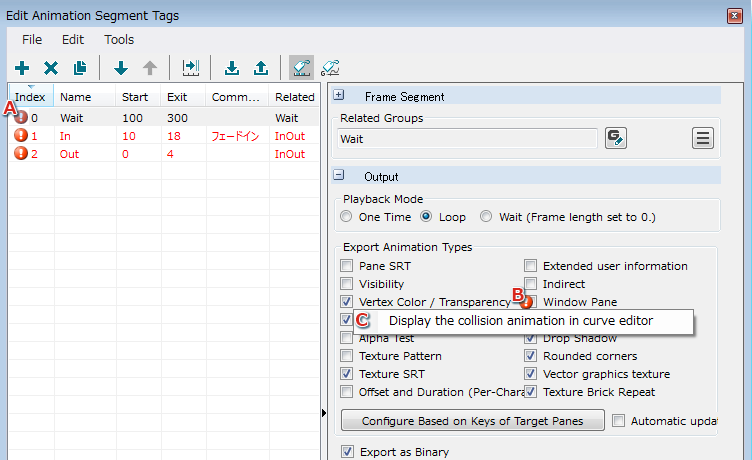 Edit Animation Segment Tags
File Edit Tools
Index Name Start Exit Comm... Related
A
0 Wait 100 300 Wait
1 In 10 18 フェードイン InOut
2 Out 0 4 InOut
Frame Segment
Related Groups
Wait
Output
Playback Mode
One Time Loop Wait (Frame length set to 0.)
Export Animation Types
Pane SRT Extended user information
Visibility Indirect
Vertex Color / Transparency B Window Pane
C Display the collision animation in curve editor
Alpha Test Drop Shadow
Texture Pattern Rounded corners
Texture SRT Vector graphics texture
Offset and Duration (Per-Chara Texture Brick Repeat
Configure Based on Keys of Target Panes Automatic updat
Export as Binary